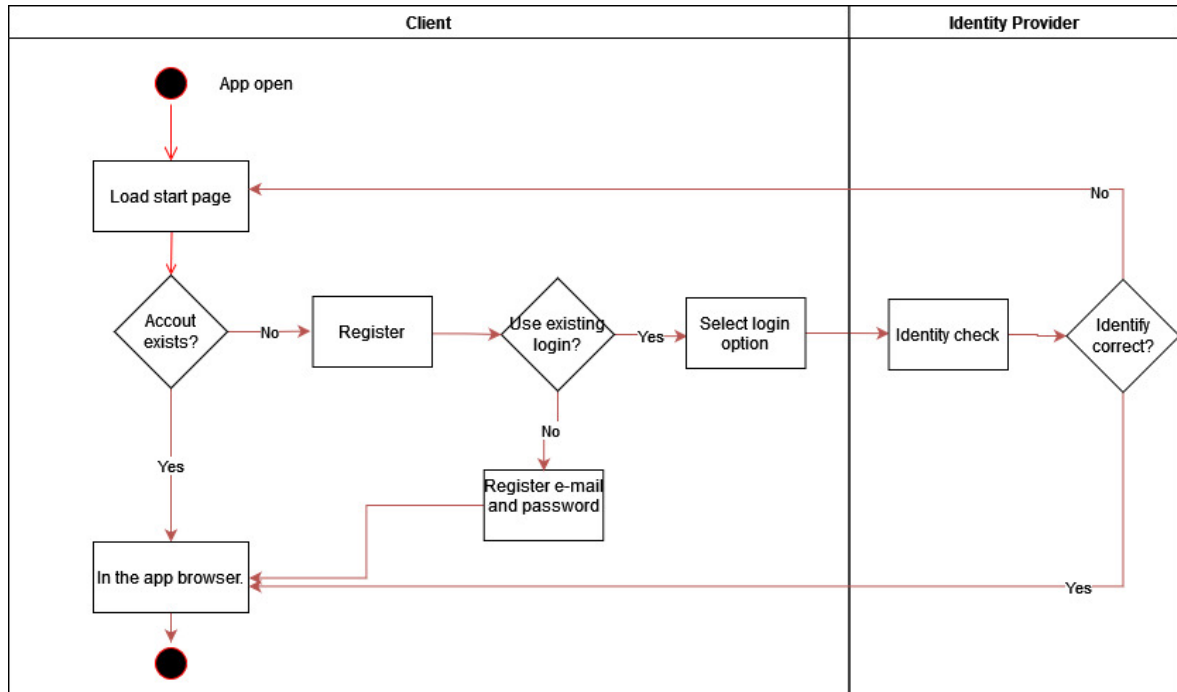 Client
Identity Provider
App open
Load start page
No
Accout
exists?
No
Register
Use existing
login?
Yes
Select login
option
Identity check
Identify
correct?
No
Yes
Register e-mail
and password
In the app browser.
Yes